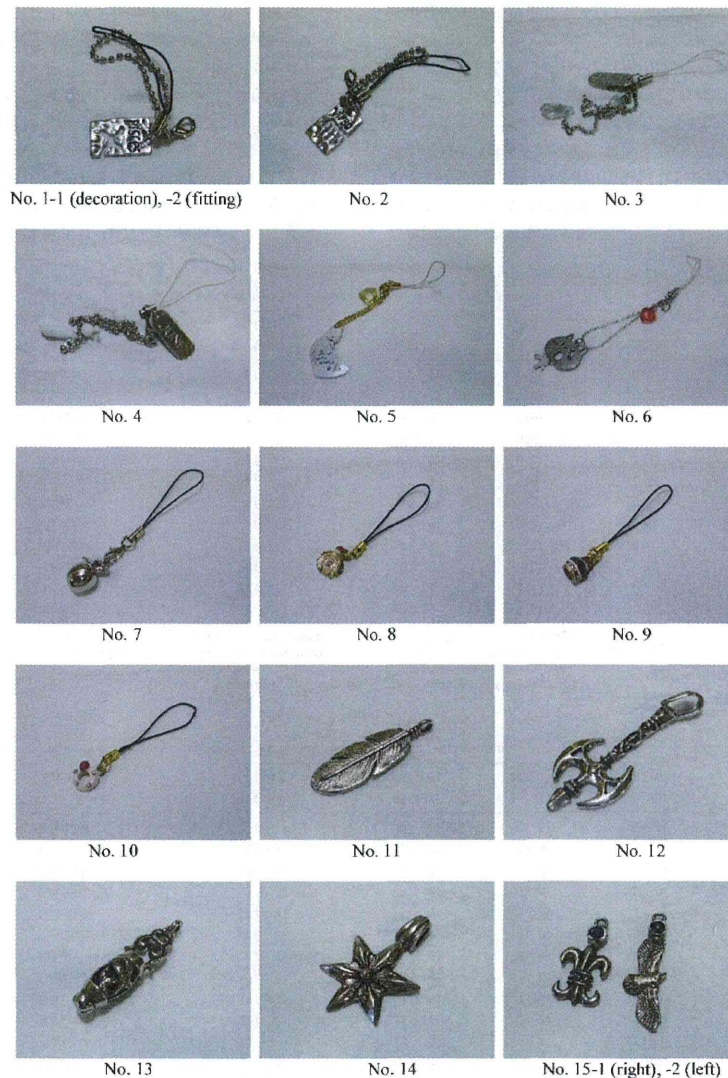 No. 1-1 (decoration), -2 (fitting)
No. 2
No. 3
No. 4
No. 5
No. 6
No. 7
No. 8
No. 9
No. 10
No. 11
No. 12
No. 13
No. 14
No. 15-1 (right), -2 (left)